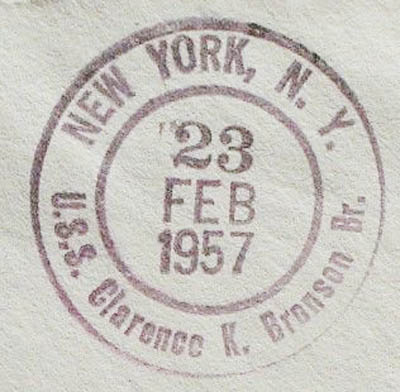 NEW YORK, N. Y.
23
FEB
1957
U.S.S. Clarence K. Bronson Br.